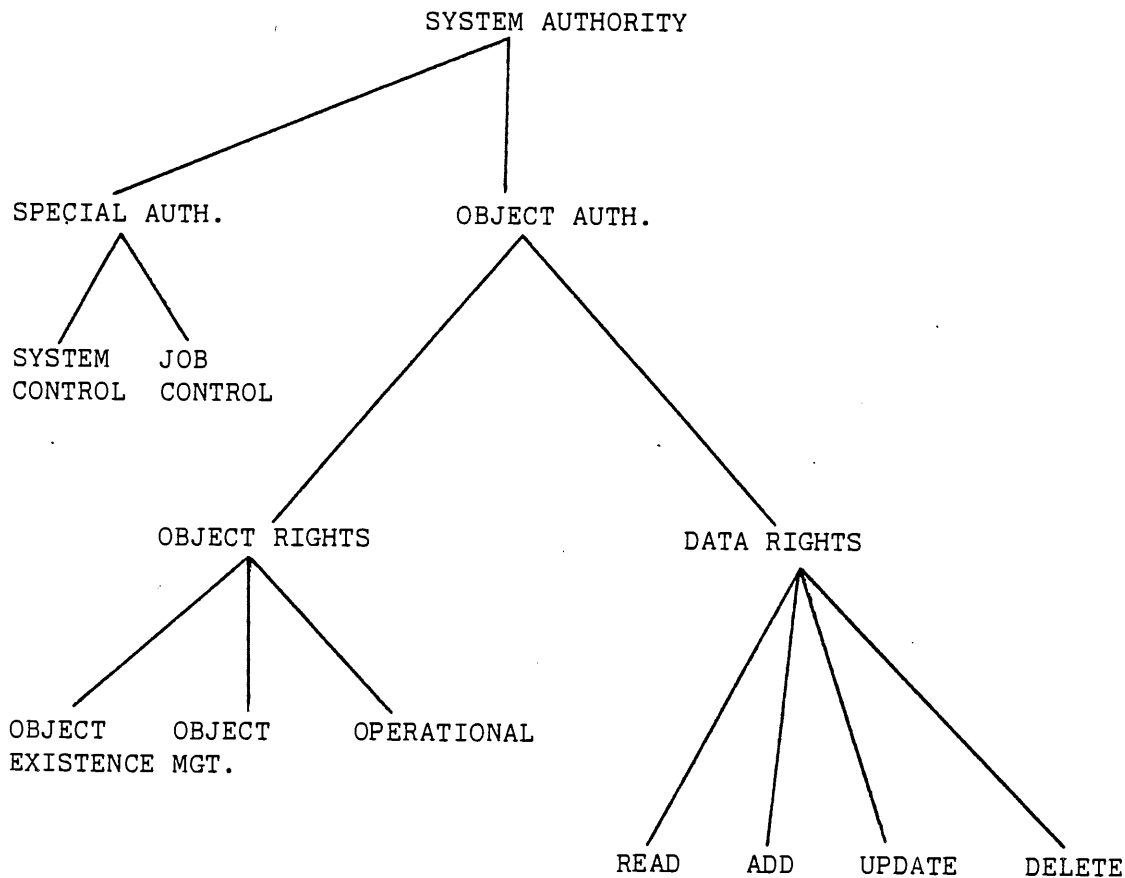 SYSTEM AUTHORITY
SPECIAL AUTH.
OBJECT AUTH.
SYSTEM CONTROL
JOB CONTROL
OBJECT RIGHTS
DATA RIGHTS
OBJECT EXISTENCE
OBJECT MGT.
OPERATIONAL
READ
ADD
UPDATE
DELETE